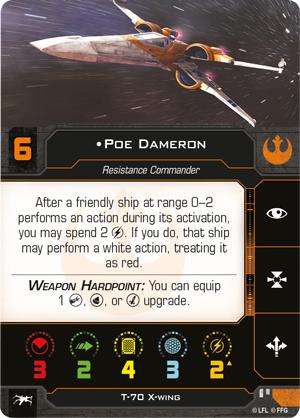 6
•Poe Dameron
Resistance Commander
After a friendly ship at range 0–2
performs an action during its activation,
you may spend 2 . If you do, that ship
may perform a white action, treating it
as red.
Weapon Hardpoint: You can equip
1 , , or upgrade.
3 2 4 3 2
T-70 X-wing
© LFL © FFG